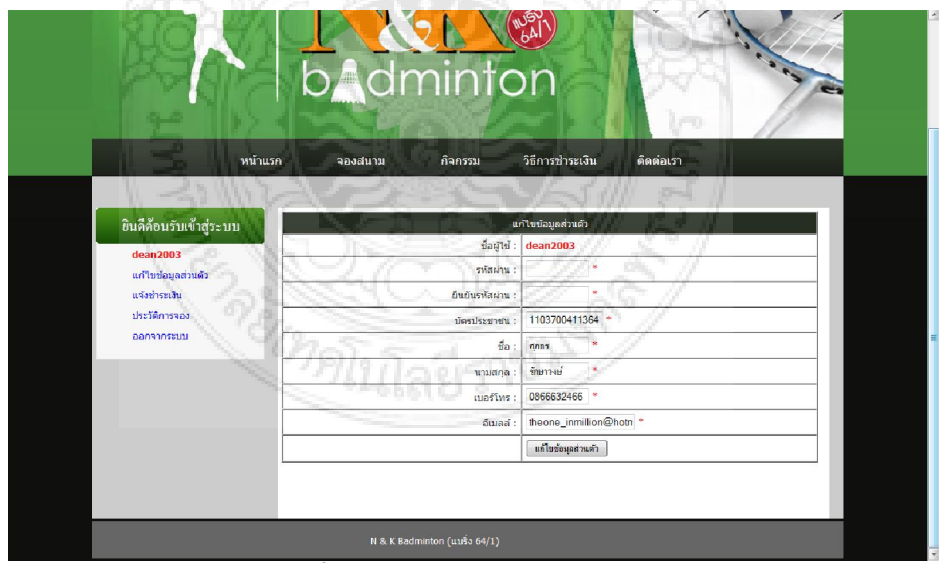 N&K
แบริ่ง
64/1
badminton
หน้าแรก จองสนาม กิจกรรม วิธีการชำระเงิน ติดต่อเรา
ยินดีต้อนรับเข้าสู่ระบบ
dean2003
แก้ไขข้อมูลส่วนตัว
แจ้งชำระเงิน
ประวัติการจอง
ออกจากระบบ
แก้ไขข้อมูลส่วนตัว
ชื่อผู้ใช้ : dean2003
รหัสผ่าน : *
ยืนยันรหัสผ่าน : *
บัตรประชาชน : 1103700411364 *
ชื่อ : *
นามสกุล : *
เบอร์โทร : 0866632466 *
อีเมลล์ : theone_inmillion@hotn *
แก้ไขข้อมูลส่วนตัว
N & K Badminton (แบริ่ง 64/1)